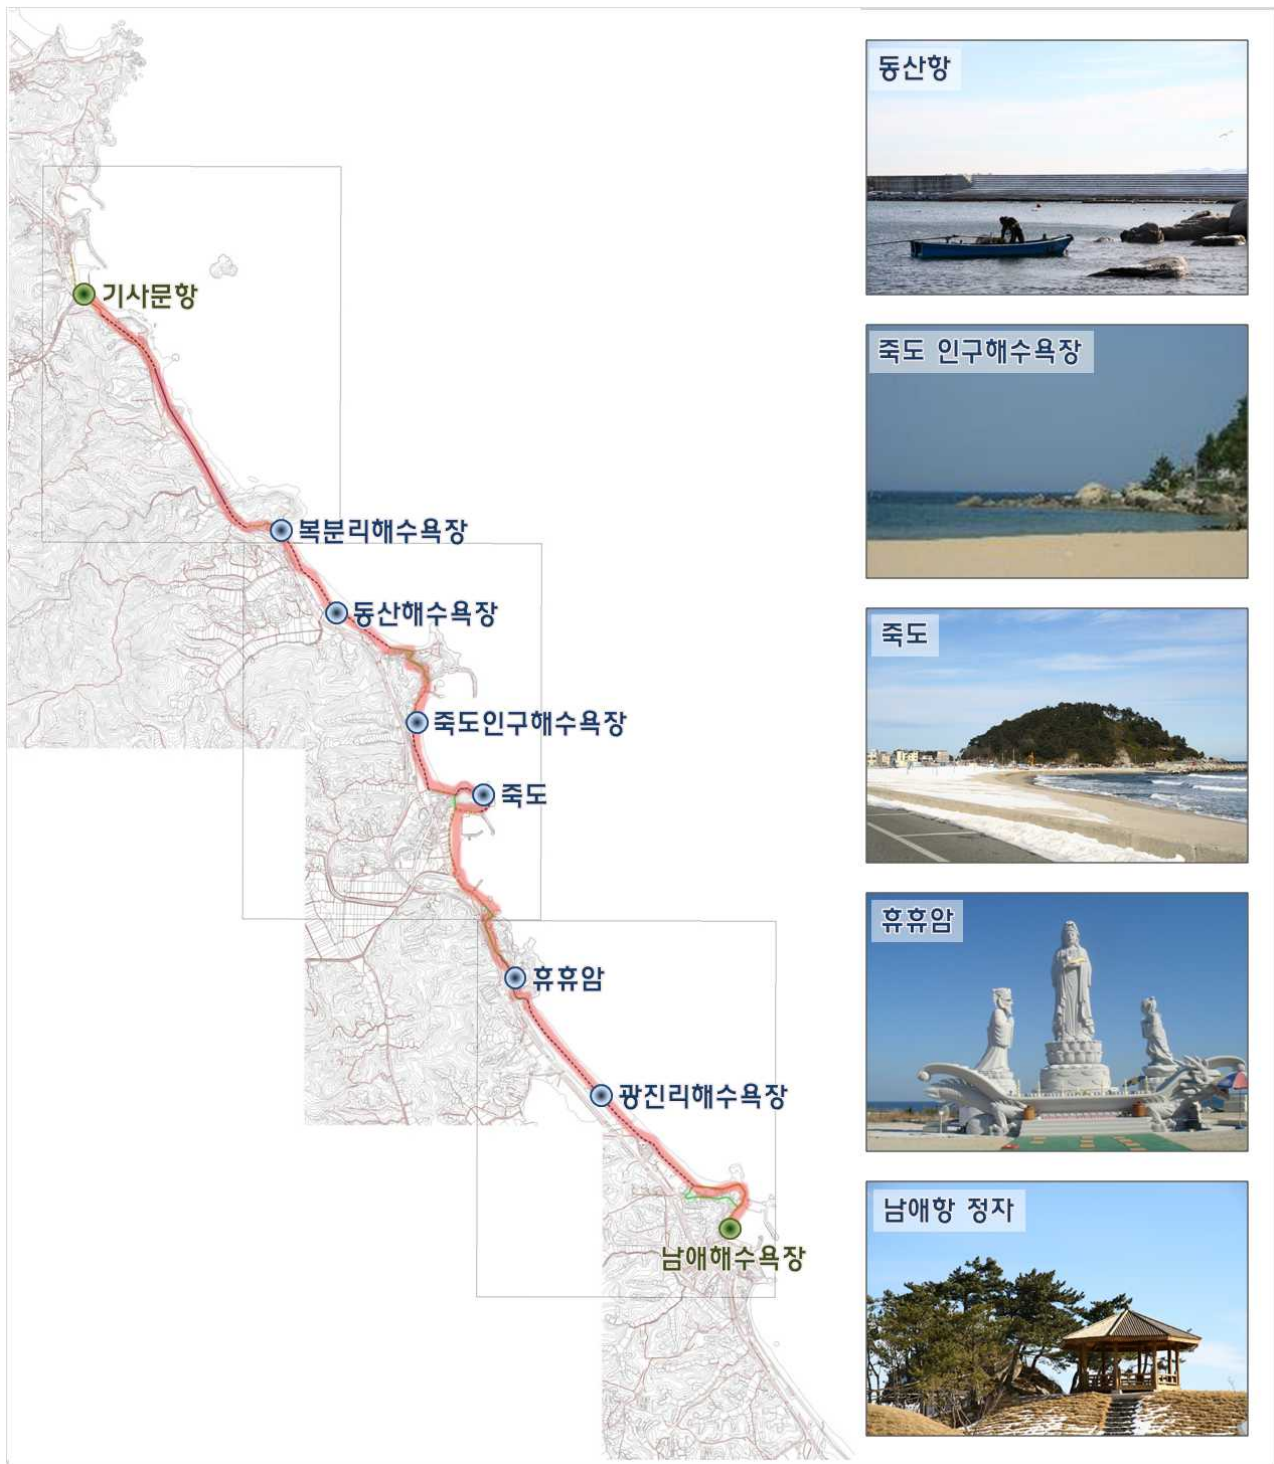 기사문항
복분리해수욕장
동산해수욕장
죽도인구해수욕장
죽도
휴휴암
광진리해수욕장
남애해수욕장
동산항
죽도 인구해수욕장
죽도
휴휴암
남애항 정자